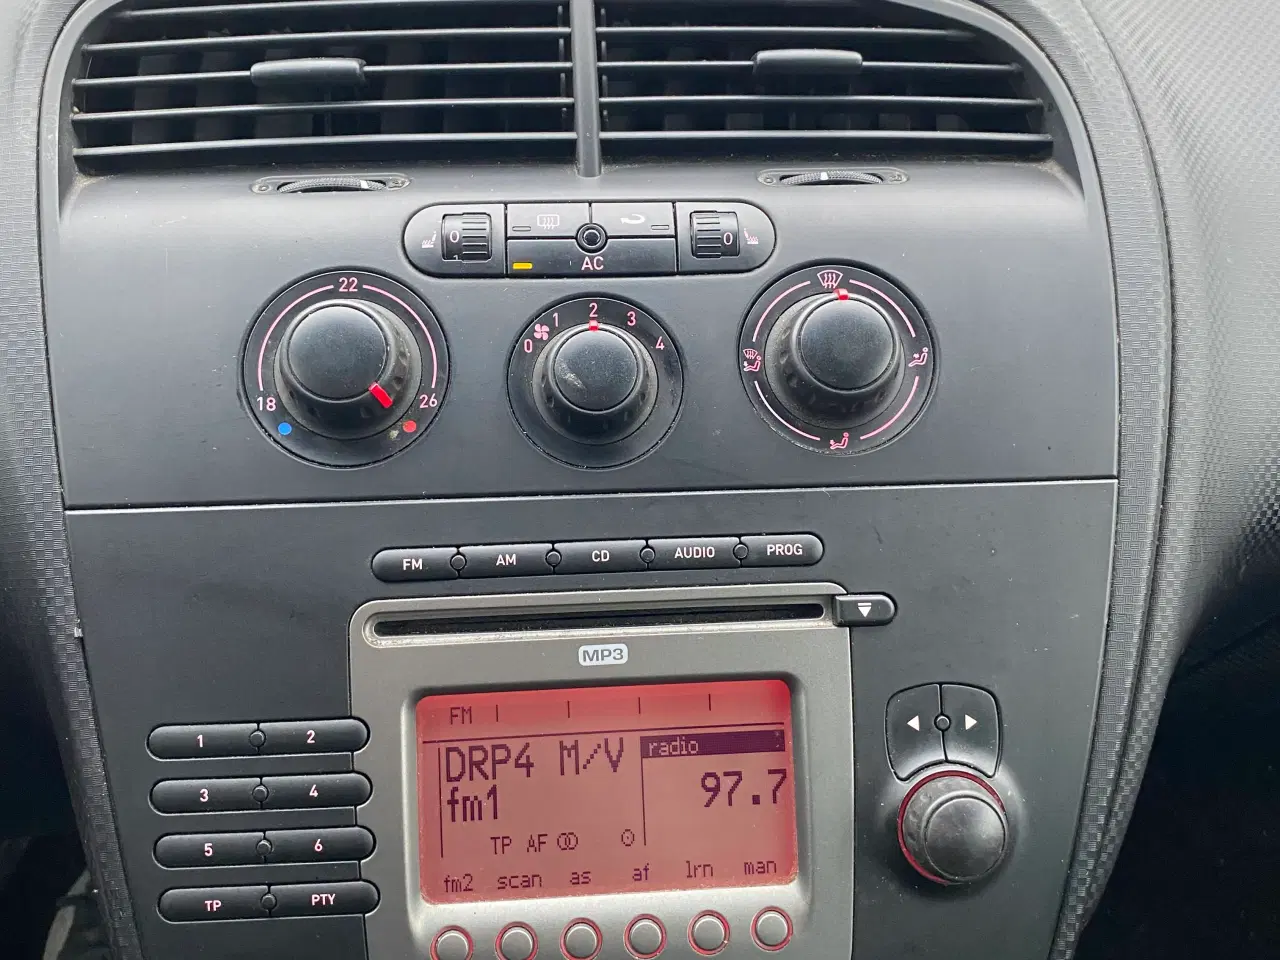 0 0
1
AC
22
18 26
0 1 2 3 4
FM AM CD AUDIO PROG
MP3
FM
DRP4 M/V radio
fm1 97.7
TP AF
fm2 scan as af lrn man
1 2
3 4
5 6
TP PTY